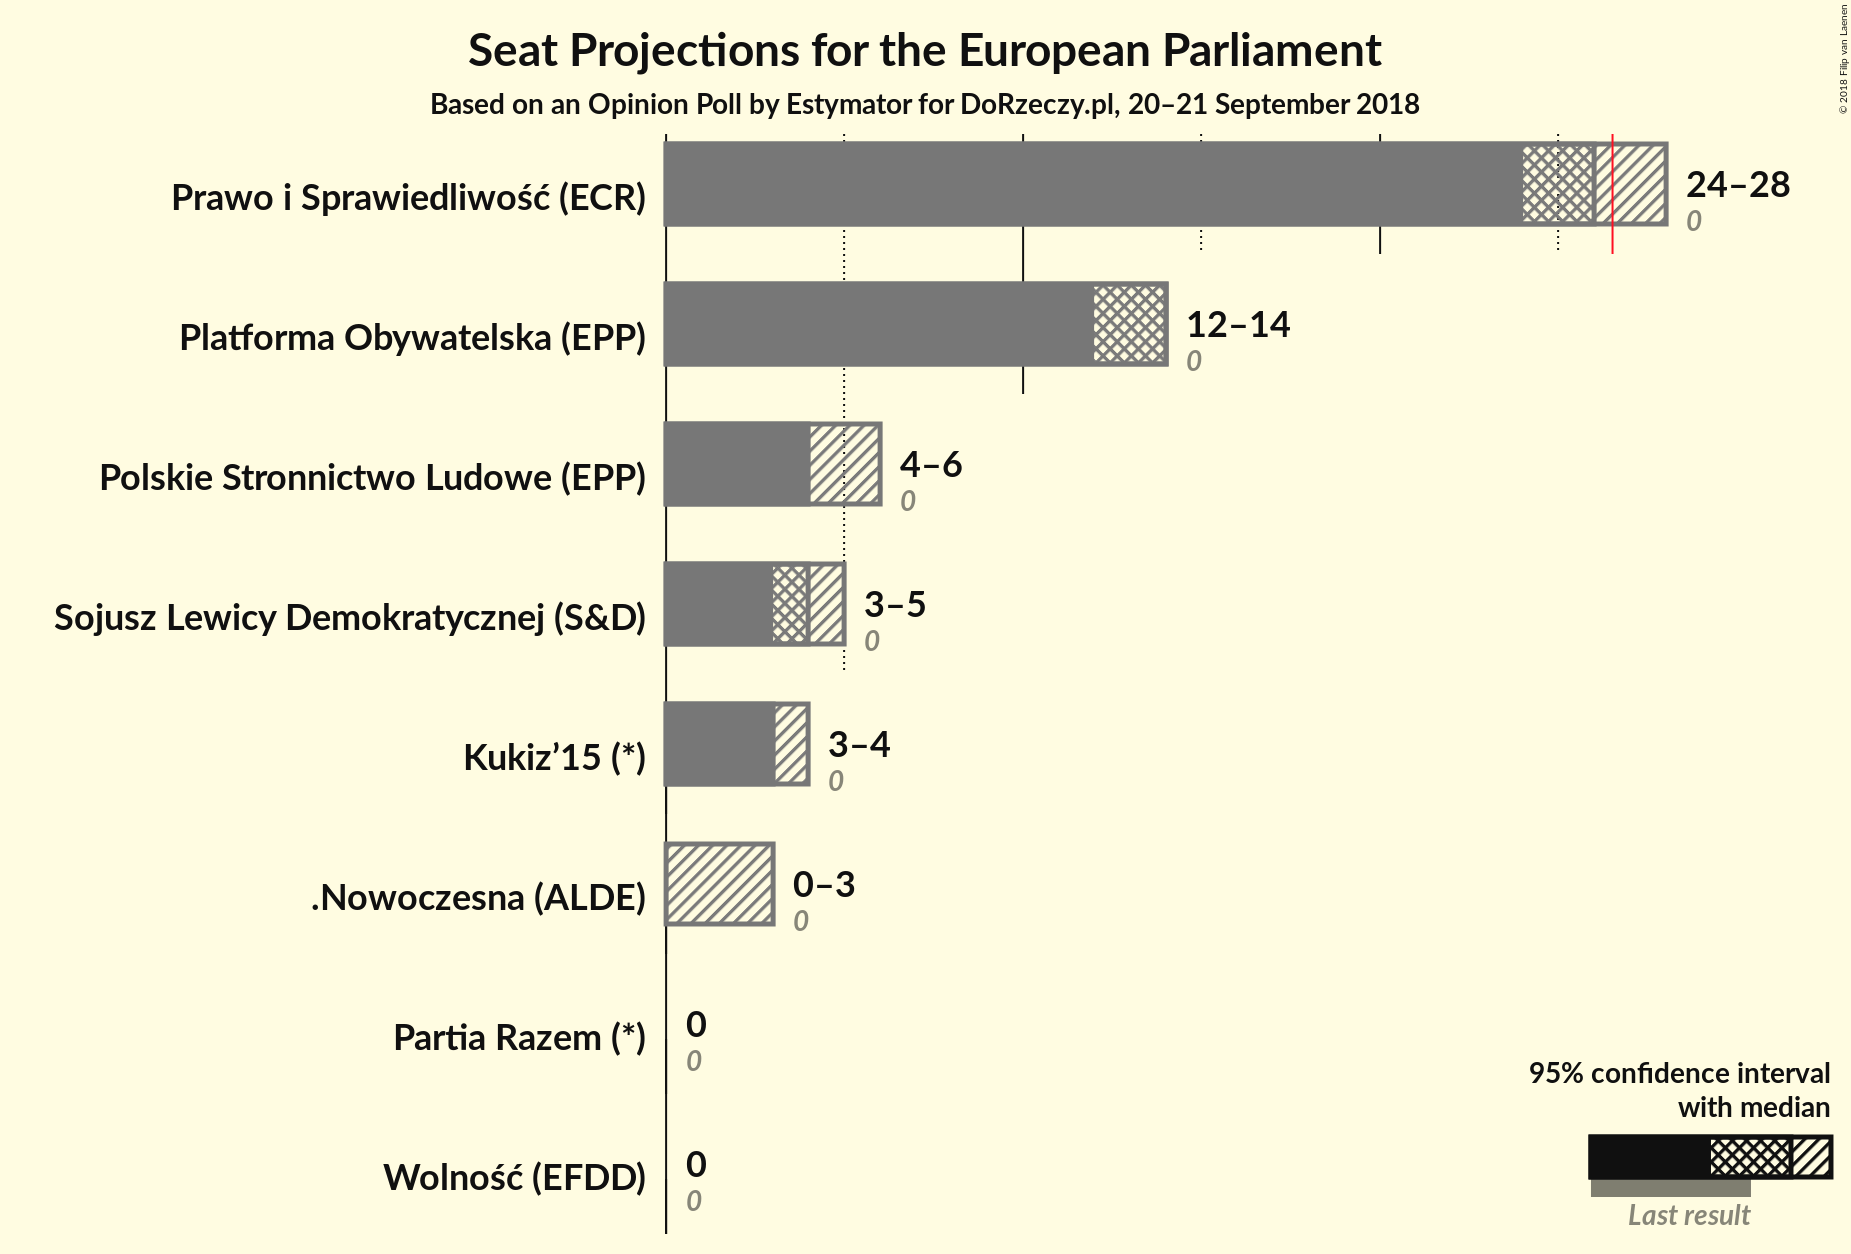 Seat Projections for the European Parliament
Based on an Opinion Poll by Estymator for DoRzeczy.pl, 20–21 September 2018
© 2018 Filip van Laenen
Prawo i Sprawiedliwość (ECR)
24–28
0
Platforma Obywatelska (EPP)
12–14
0
Polskie Stronnictwo Ludowe (EPP)
4–6
0
Sojusz Lewicy Demokratycznej (S&D)
3–5
0
Kukiz’15 (*)
3–4
0
.Nowoczesna (ALDE)
0–3
0
Partia Razem (*)
0
0
Wolność (EFDD)
0
0
95% confidence interval
with median
Last result